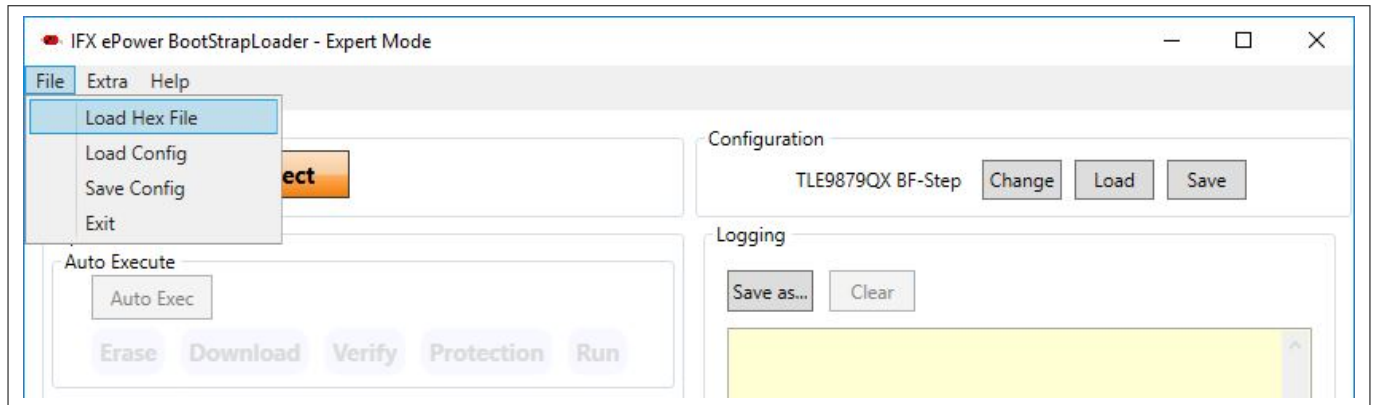 IFX ePower BootStrapLoader - Expert Mode
File Extra Help
Load Hex File
Load Config
Save Config
Exit
ect
Configuration
TLE9879QX BF-Step Change Load Save
Auto Execute
Auto Exec
Erase Download Verify Protection Run
Logging
Save as... Clear